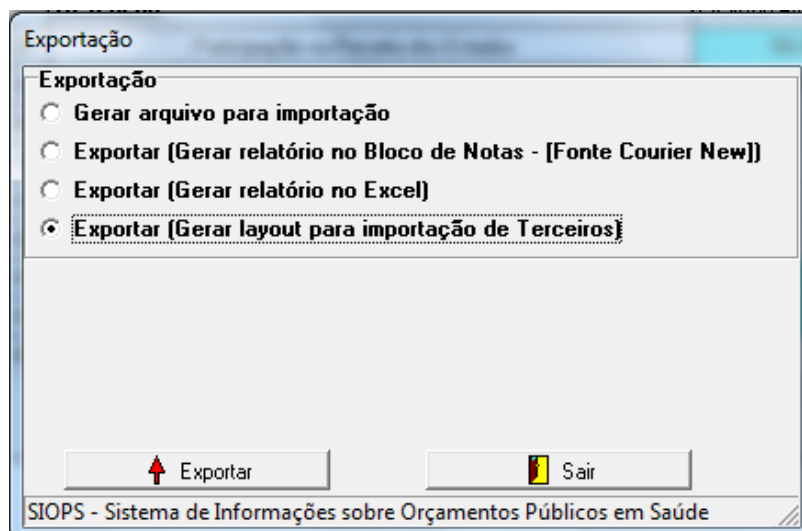 Exportação
Exportação
Gerar arquivo para importação
Exportar (Gerar relatório no Bloco de Notas - [Fonte Courier New])
Exportar (Gerar relatório no Excel)
Exportar (Gerar layout para importação de Terceiros)
Exportar
Sair
SIOPS - Sistema de Informações sobre Orçamentos Públicos em Saúde